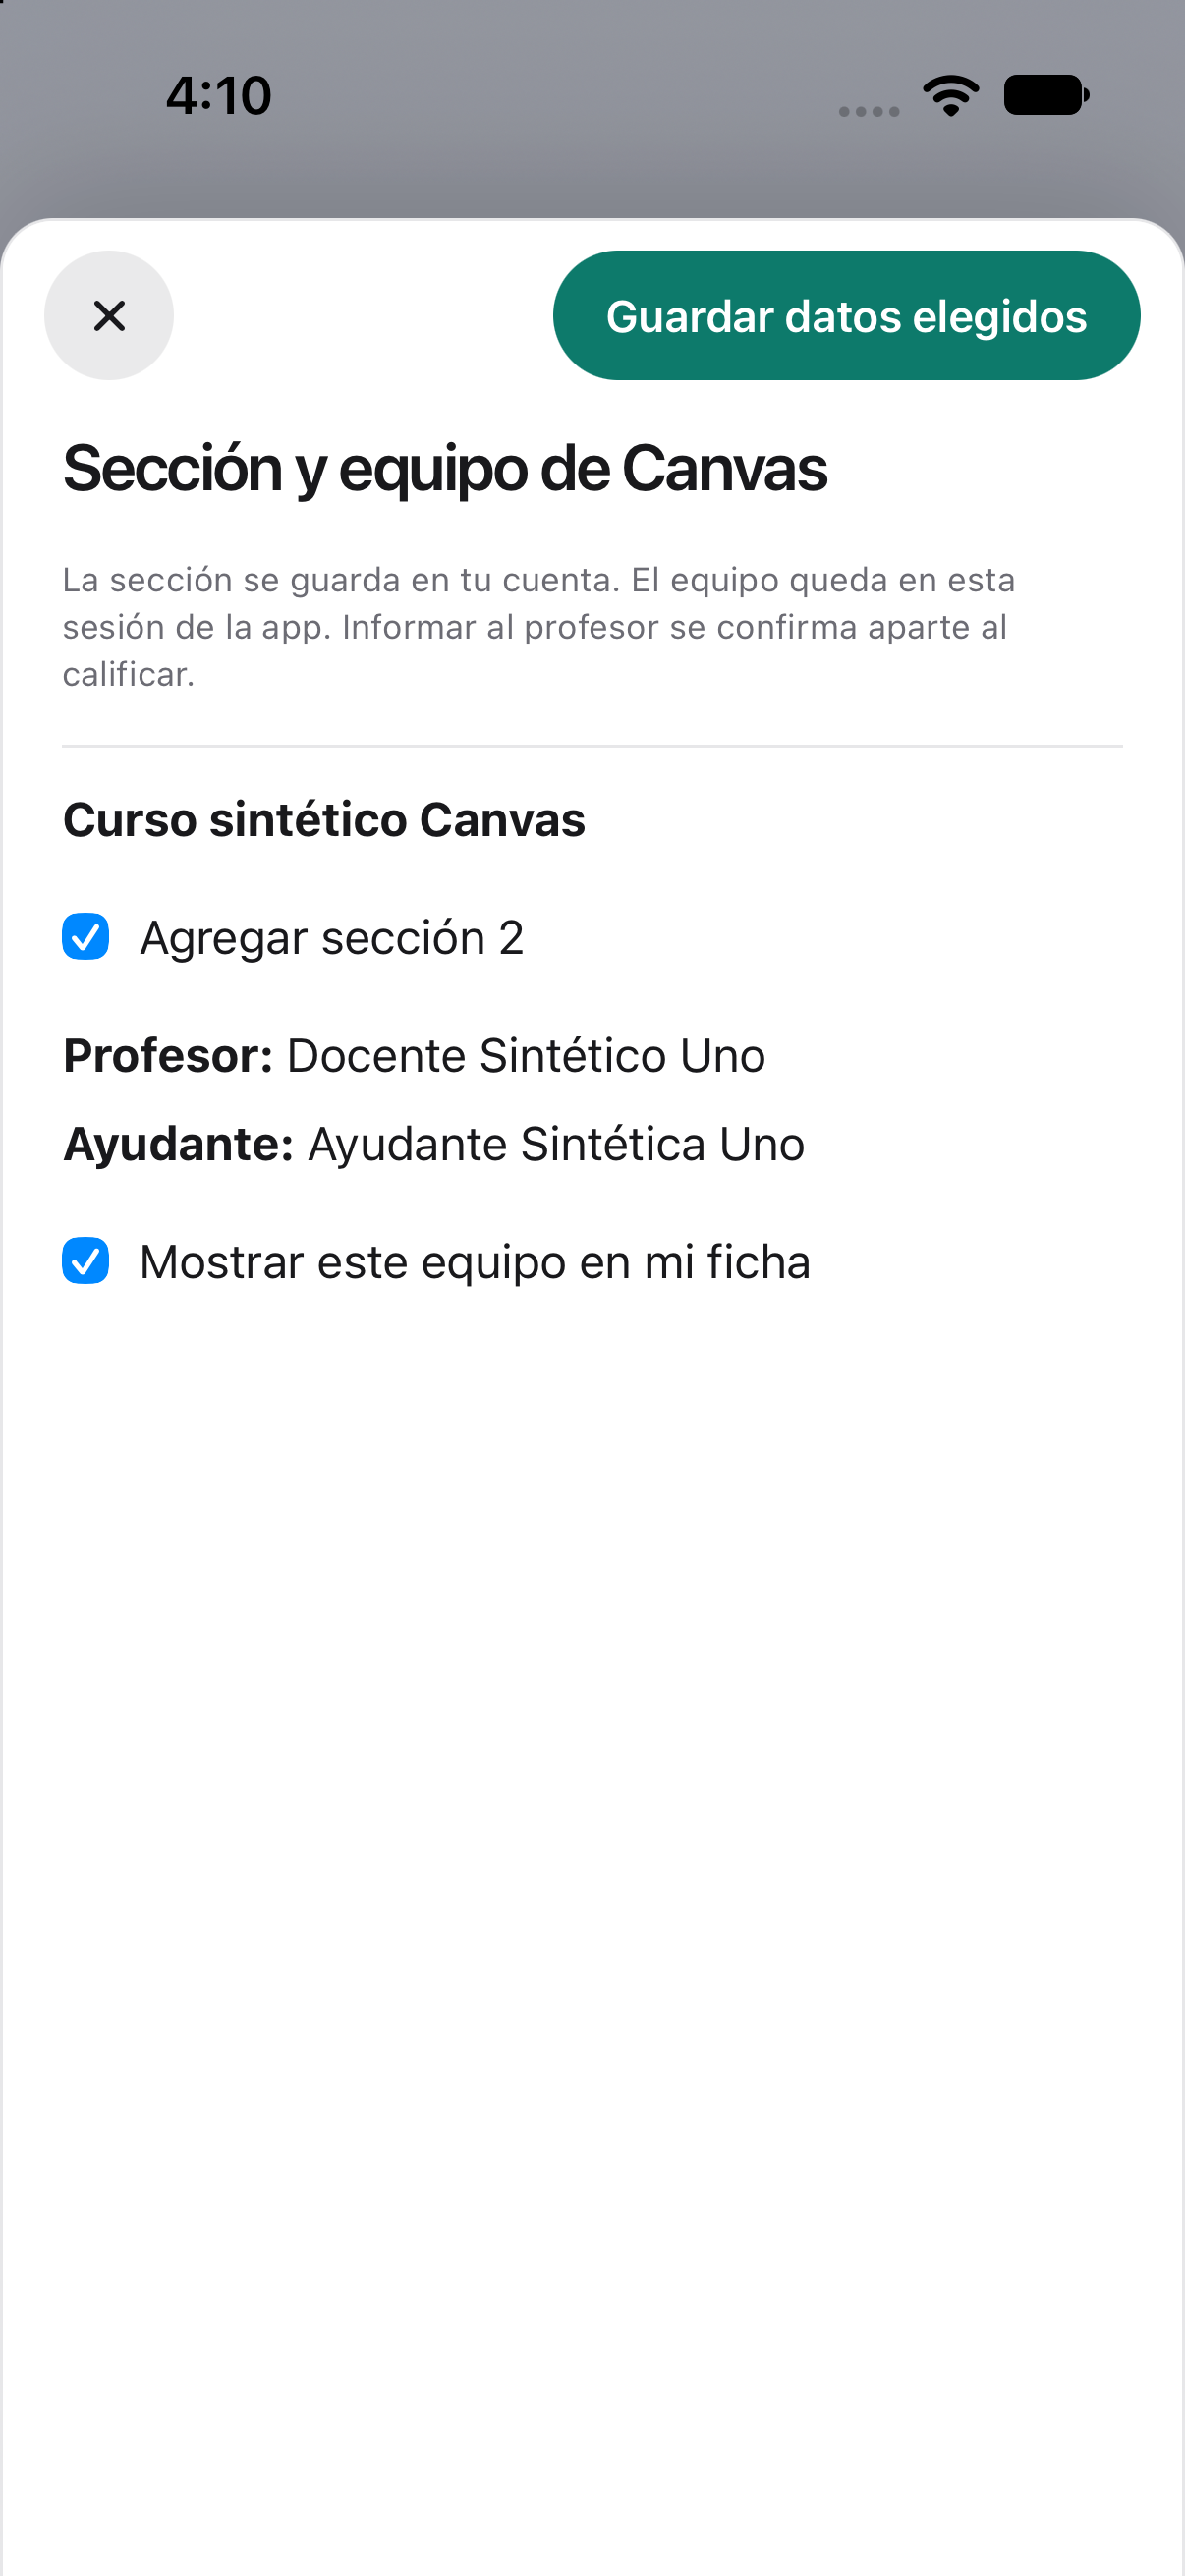 4:10
Guardar datos elegidos
Sección y equipo de Canvas
La sección se guarda en tu cuenta. El equipo queda en esta
sesión de la app. Informar al profesor se confirma aparte al
calificar.
Curso sintético Canvas
Agregar sección 2
Profesor: Docente Sintético Uno
Ayudante: Ayudante Sintética Uno
Mostrar este equipo en mi ficha